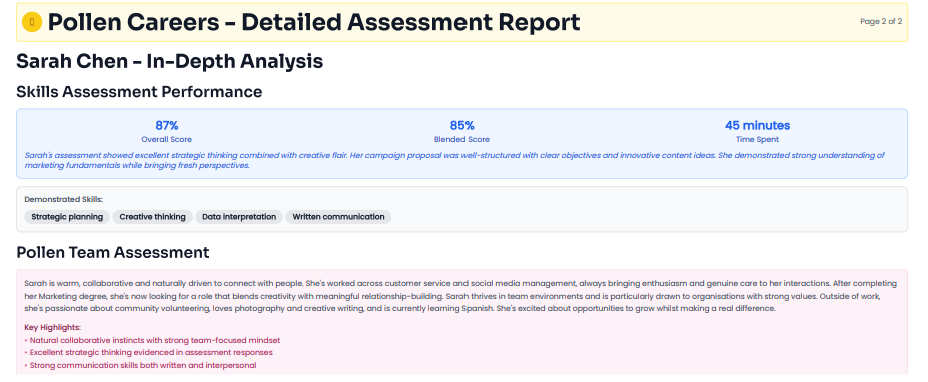 Pollen Careers – Detailed Assessment Report
Page 2 of 2
Sarah Chen – In-Depth Analysis
Skills Assessment Performance
87%
Overall Score
85%
Blended Score
45 minutes
Time Spent
Sarah's assessment showed excellent strategic thinking combined with creative flair. Her campaign proposal was well-structured with clear objectives and innovative content ideas. She demonstrated strong understanding of
marketing fundamentals while bringing fresh perspectives.
Demonstrated Skills:
Strategic planning
Creative thinking
Data interpretation
Written communication
Pollen Team Assessment
Sarah is warm, collaborative and naturally driven to connect with people. She's worked across customer service and social media management, always bringing enthusiasm and genuine care to her interactions. After completing
her Marketing degree, she's now looking for a role that blends creativity with meaningful relationship-building. Sarah thrives in team environments and is particularly drawn to organisations with strong values. Outside of work,
she's passionate about community volunteering, loves photography and creative writing, and is currently learning Spanish. She's excited about opportunities to grow whilst making a real difference.
Key Highlights:
• Natural collaborative instincts with strong team-focused mindset
• Excellent strategic thinking evidenced in assessment responses
• Strong communication skills both written and interpersonal